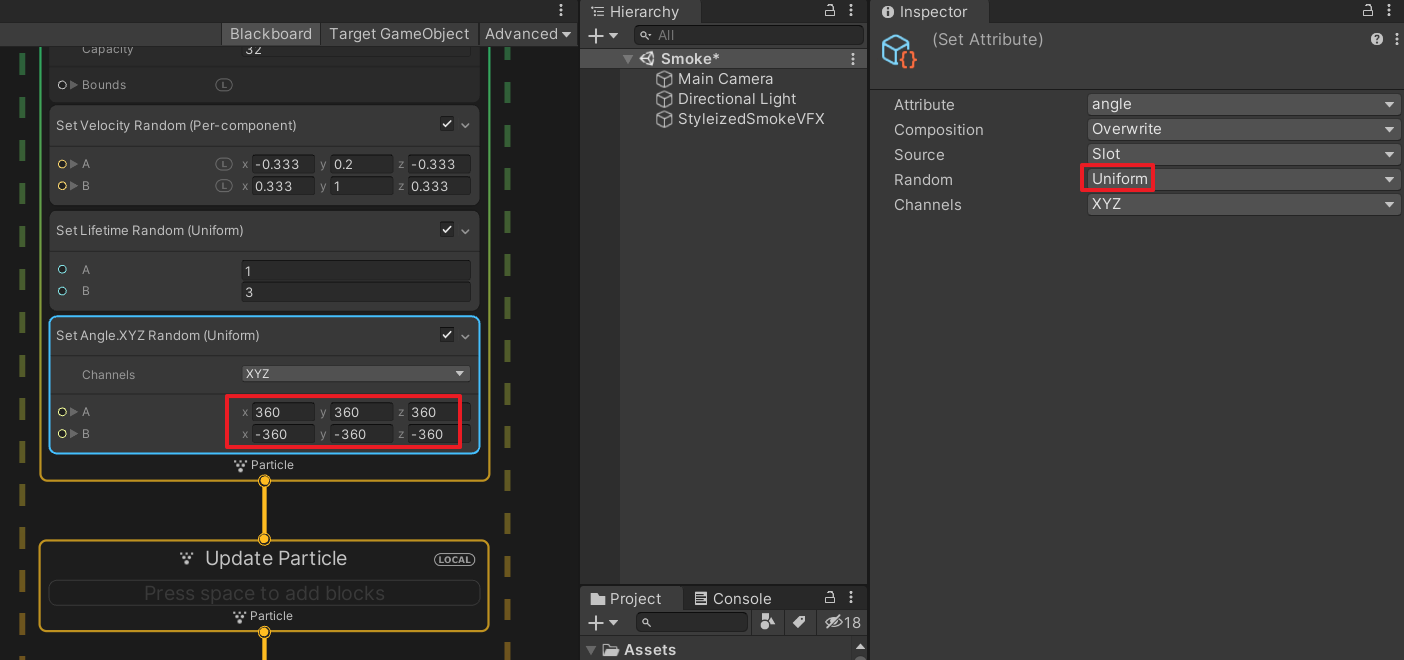 Blackboard Target GameObject Advanced
Capacity 32
Bounds L
Set Velocity Random (Per-component)
A L x -0.333 y 0.2 z -0.333
B L x 0.333 y 1 z 0.333
Set Lifetime Random (Uniform)
A 1
B 3
Set Angle.XYZ Random (Uniform)
Channels XYZ
A x 360 y 360 z 360
B x -360 y -360 z -360
Particle
Update Particle LOCAL
Press space to add blocks
Particle
Hierarchy
All
Smoke*
Main Camera
Directional Light
StyleizedSmokeVFX
Project Console
18
Assets
Inspector
(Set Attribute)
Attribute angle
Composition Overwrite
Source Slot
Random Uniform
Channels XYZ